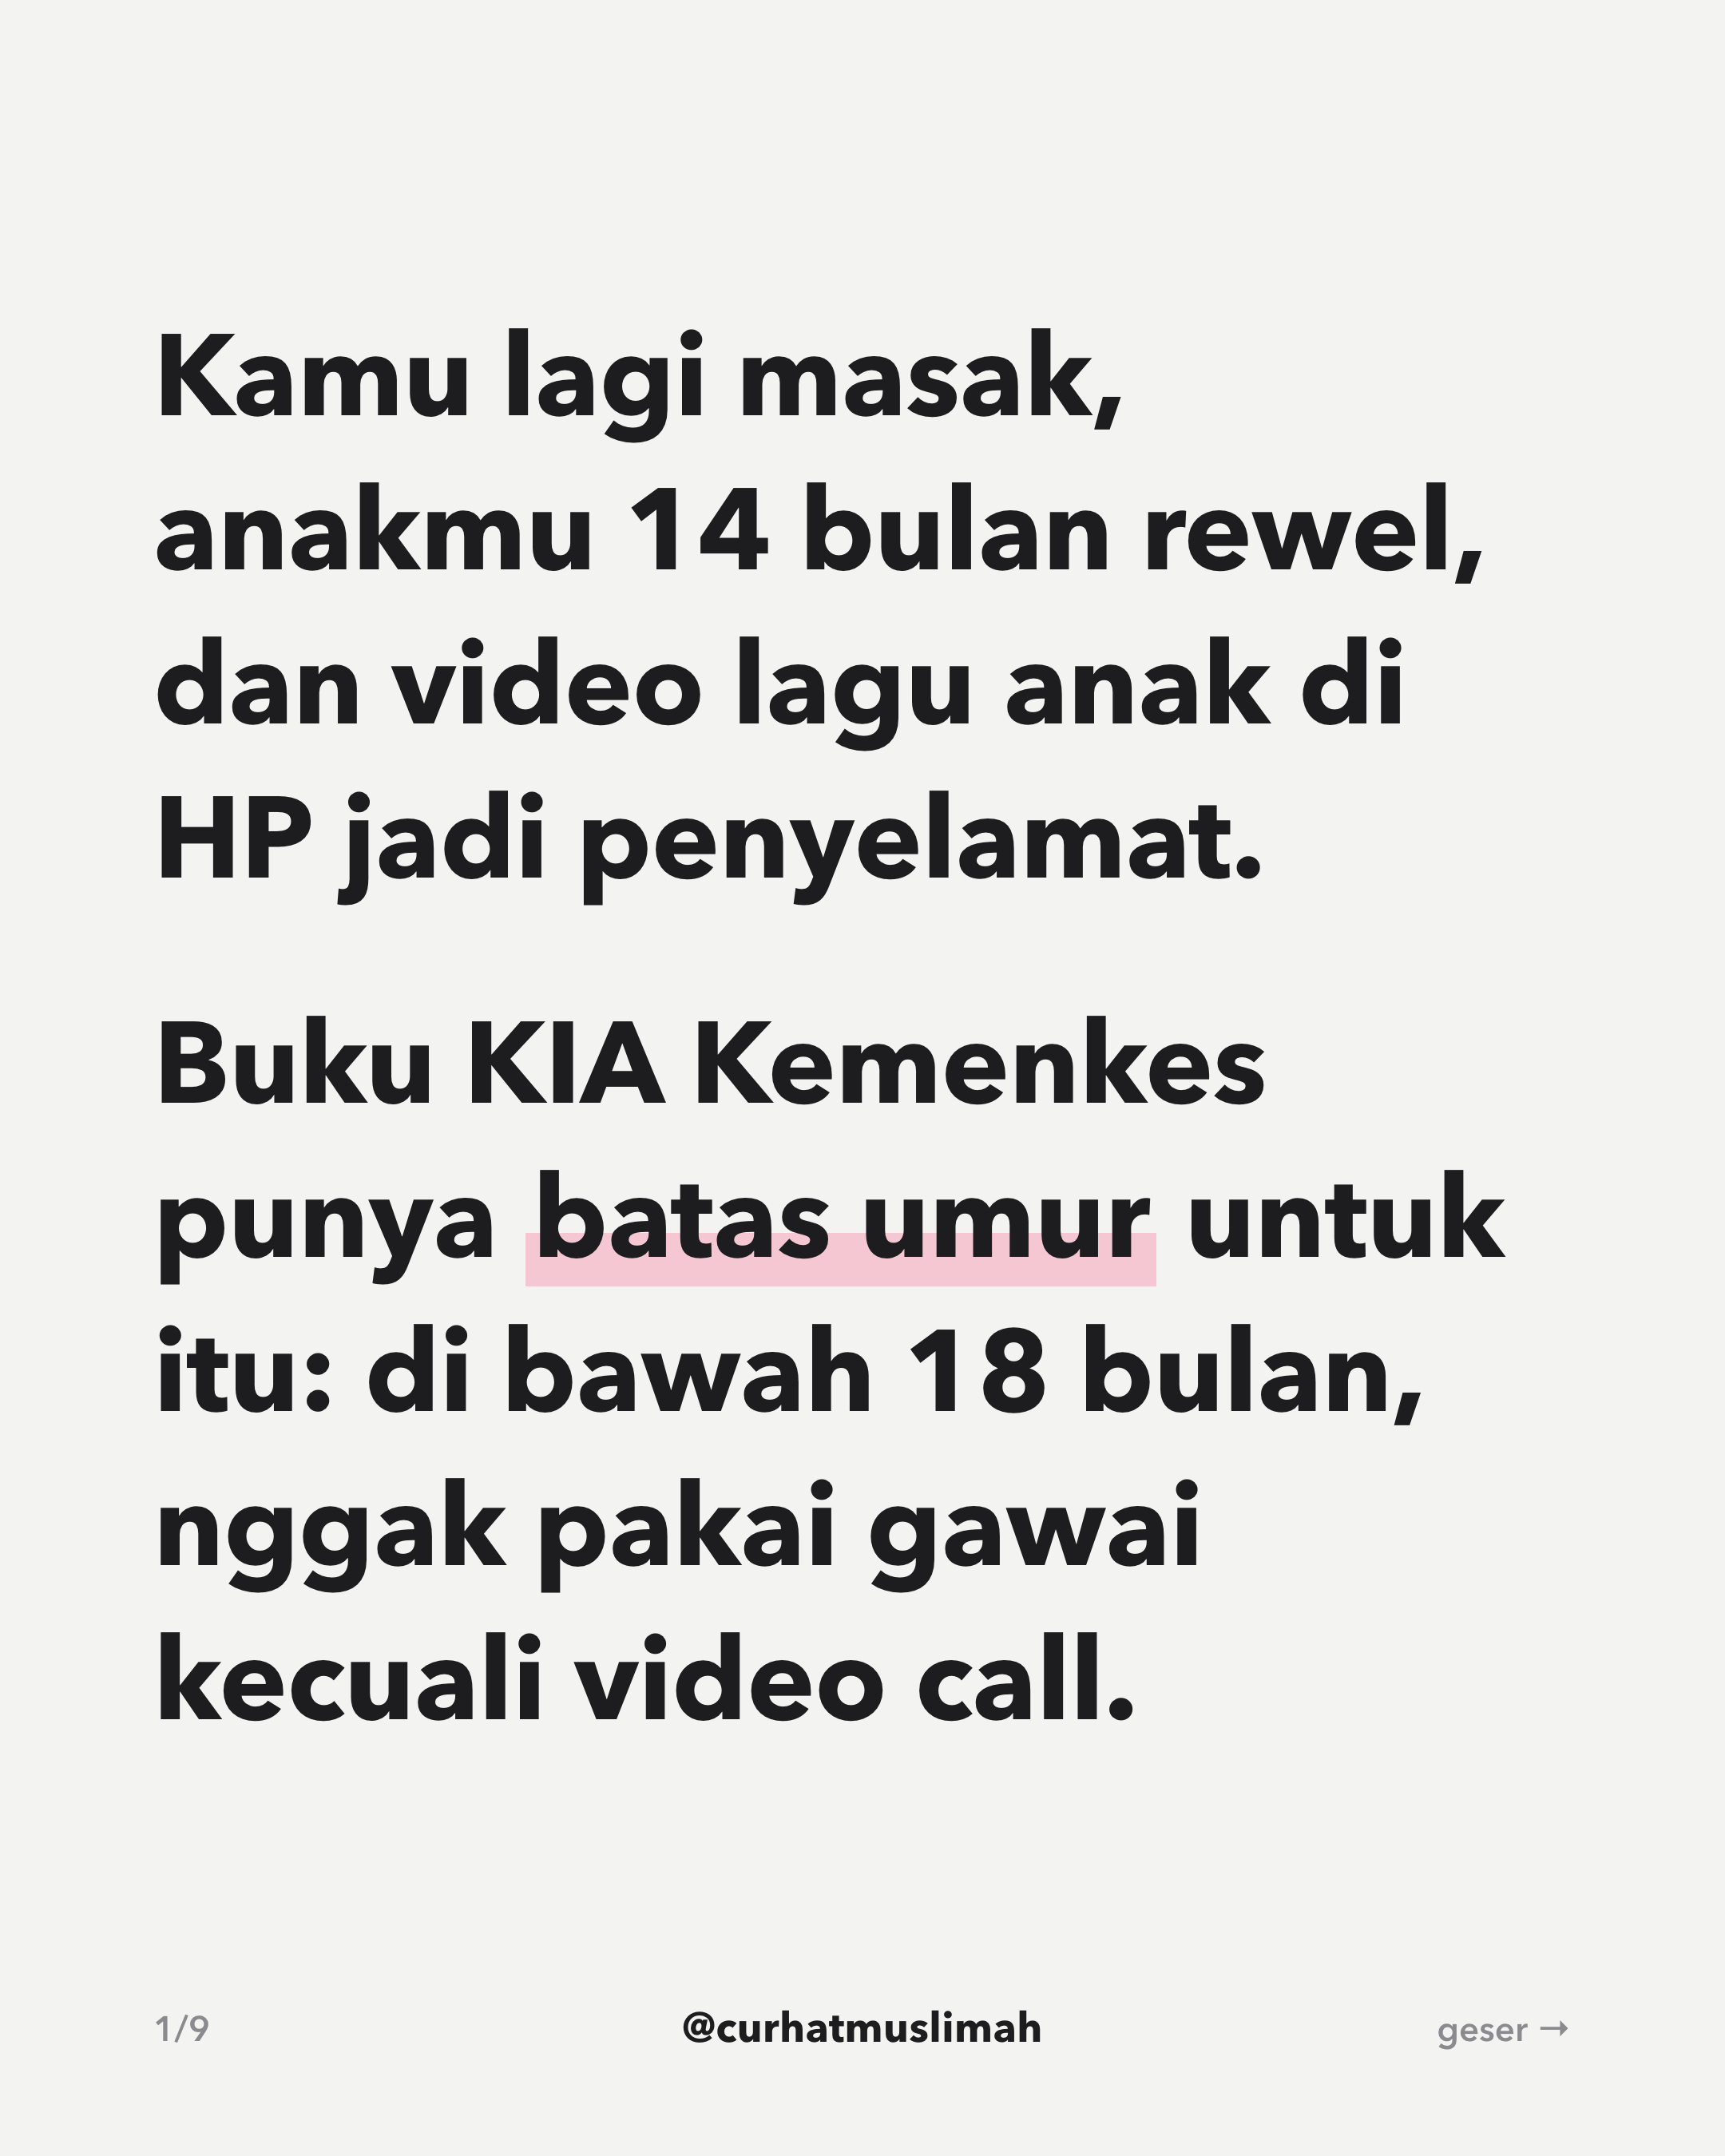 Kamu lagi masak,
anakmu 14 bulan rewel,
dan video lagu anak di
HP jadi penyelamat.
Buku KIA Kemenkes
punya batas umur untuk
itu: di bawah 18 bulan,
nggak pakai gawai
kecuali video call.
1/9
@curhatmuslimah
geser →